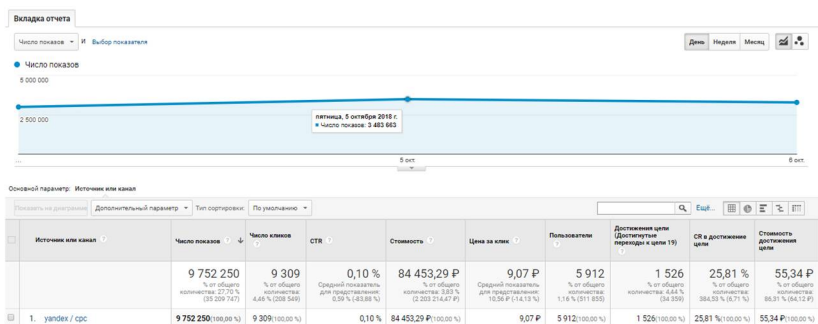 Вкладка отчета
Число показов И Выбор показателя День Неделя Месяц
Число показов
5 000 000
2 500 000
пятница, 5 октября 2018 г.
Число показов: 3 483 663
... 5 окт. 6 окт.
Основной параметр: Источник или канал
Показать на диаграмме Дополнительный параметр Тип сортировки: По умолчанию Ещё...
Источник или канал ? Число показов ? ↓ Число кликов ? CTR ? Стоимость ? Цена за клик ? Пользователи ? Достижения цели (Достигнутые переходы к цели 19) ? CR в достижение цели Стоимость достижения цели
9 752 250 9 309 0,10 % 84 453,29 ₽ 9,07 ₽ 5 912 1 526 25,81 % 55,34 ₽
% от общего количества: 27,70 % (35 209 747)
% от общего количества: 4,46 % (208 549)
Средний показатель для представления: 0,59 % (-83,88 %)
% от общего количества: 3,83 % (2 203 214,47 ₽)
Средний показатель для представления: 10,56 ₽ (-14,13 %)
% от общего количества: 1,16 % (511 855)
% от общего количества: 4,44 % (34 359)
% от общего количества: 384,53 % (6,71 %)
% от общего количества: 86,31 % (64,12 ₽)
1. yandex / cpc 9 752 250(100,00 %) 9 309(100,00 %) 0,10 % 84 453,29 ₽(100,00 %) 9,07 ₽ 5 912(100,00 %) 1 526(100,00 %) 25,81 %(100,00 %) 55,34 ₽(100,00 %)